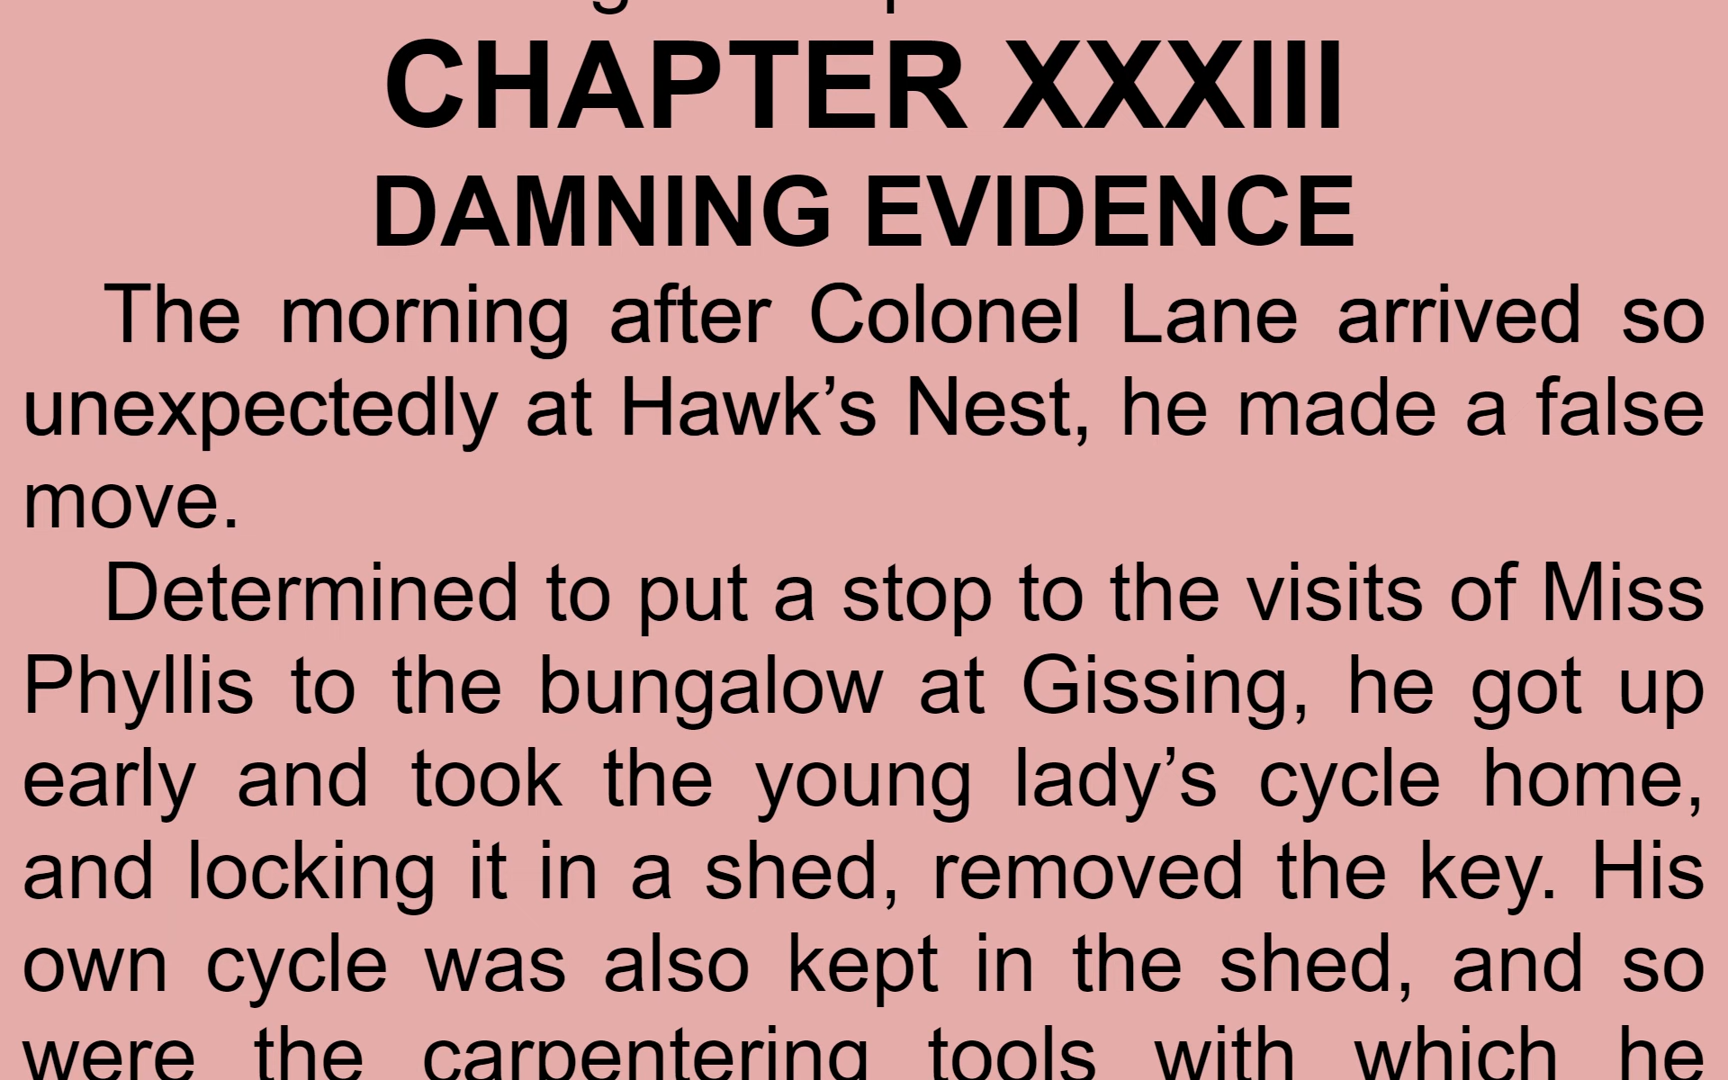 CHAPTER XXXIII
DAMNING EVIDENCE
The morning after Colonel Lane arrived so
unexpectedly at Hawk’s Nest, he made a false
move.
Determined to put a stop to the visits of Miss
Phyllis to the bungalow at Gissing, he got up
early and took the young lady’s cycle home,
and locking it in a shed, removed the key. His
own cycle was also kept in the shed, and so
were the carpentering tools with which he